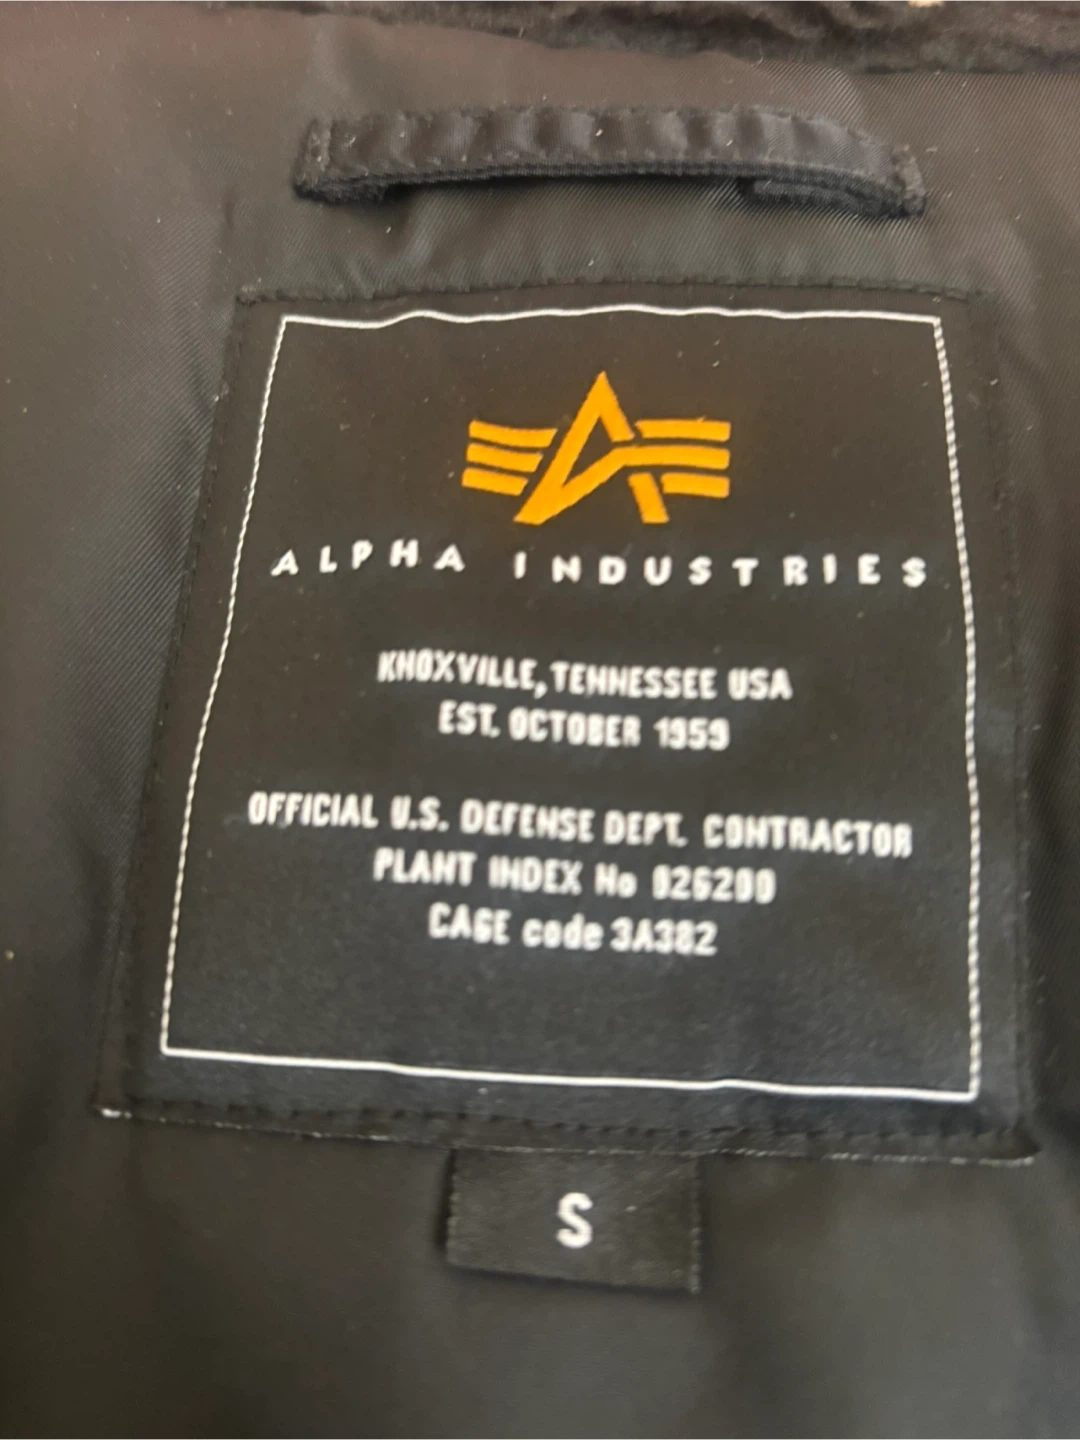 ALPHA INDUSTRIES
KNOXVILLE, TENNESSEE USA
EST. OCTOBER 1959
OFFICIAL U.S. DEFENSE DEPT. CONTRACTOR
PLANT INDEX No 026200
CAGE code 3A382
S